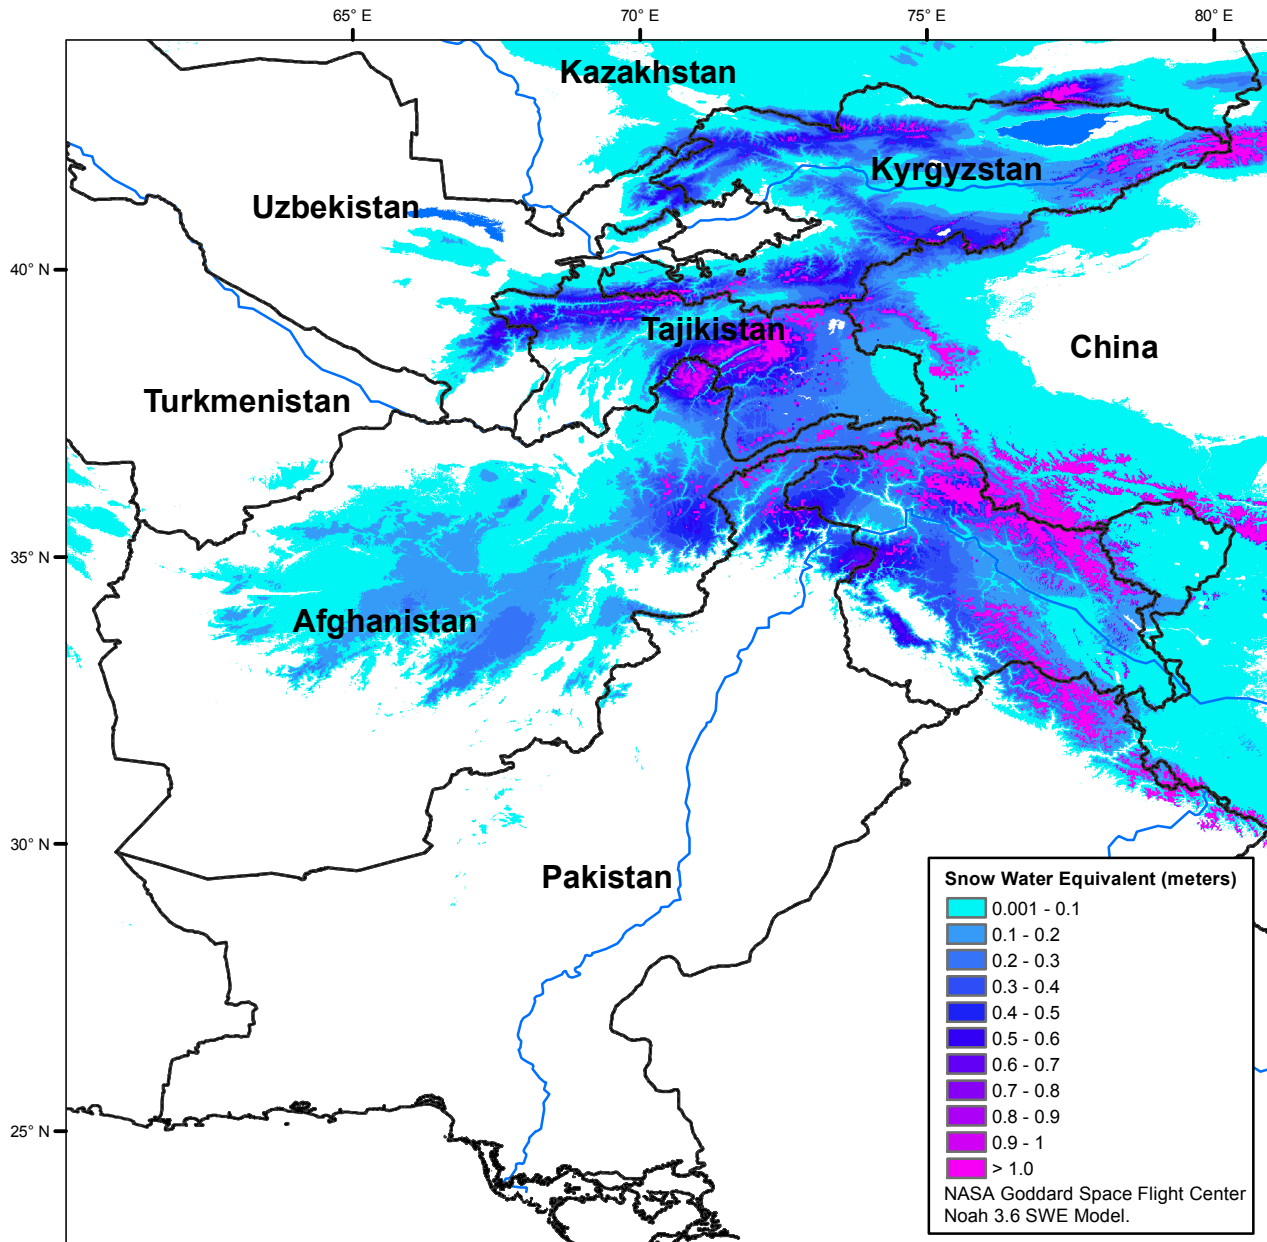 65° E 70° E 75° E 80° E
Kazakhstan
Kyrgyzstan
Uzbekistan
40° N
Tajikistan
China
Turkmenistan
35° N
Afghanistan
30° N
Pakistan
25° N
Snow Water Equivalent (meters)
0.001 - 0.1
0.1 - 0.2
0.2 - 0.3
0.3 - 0.4
0.4 - 0.5
0.5 - 0.6
0.6 - 0.7
0.7 - 0.8
0.8 - 0.9
0.9 - 1
> 1.0
NASA Goddard Space Flight Center
Noah 3.6 SWE Model.